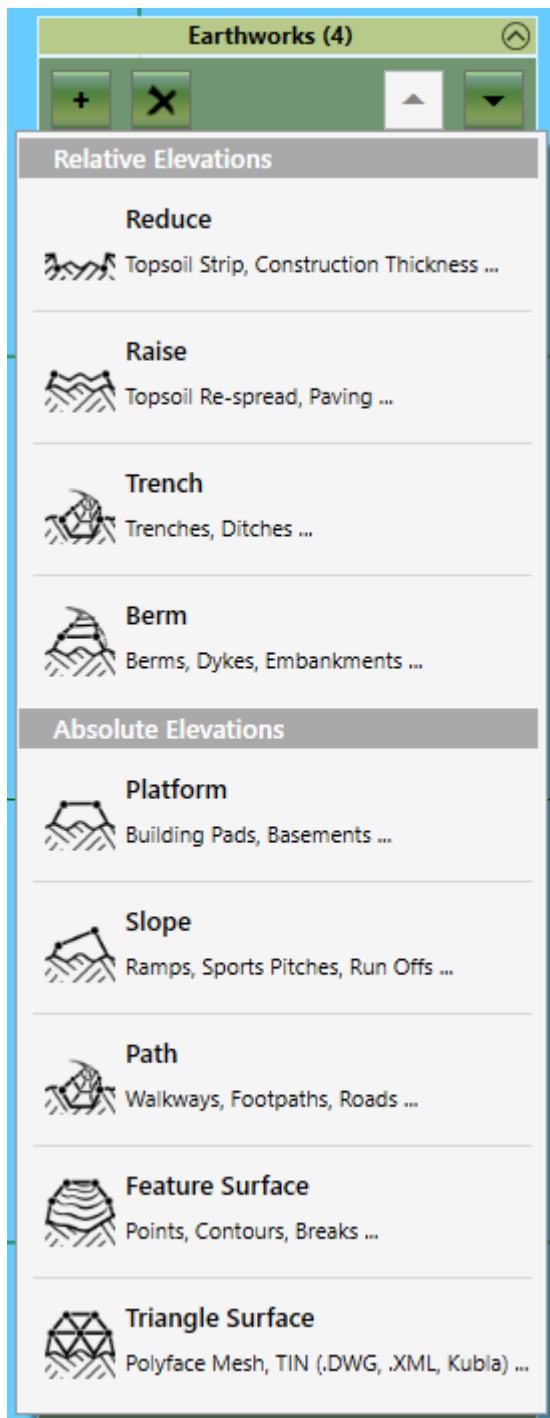 Earthworks (4)
Relative Elevations
Reduce
Topsoil Strip, Construction Thickness ...
Raise
Topsoil Re-spread, Paving ...
Trench
Trenches, Ditches ...
Berm
Berms, Dykes, Embankments ...
Absolute Elevations
Platform
Building Pads, Basements ...
Slope
Ramps, Sports Pitches, Run Offs ...
Path
Walkways, Footpaths, Roads ...
Feature Surface
Points, Contours, Breaks ...
Triangle Surface
Polyface Mesh, TIN (.DWG, .XML, Kubla) ...